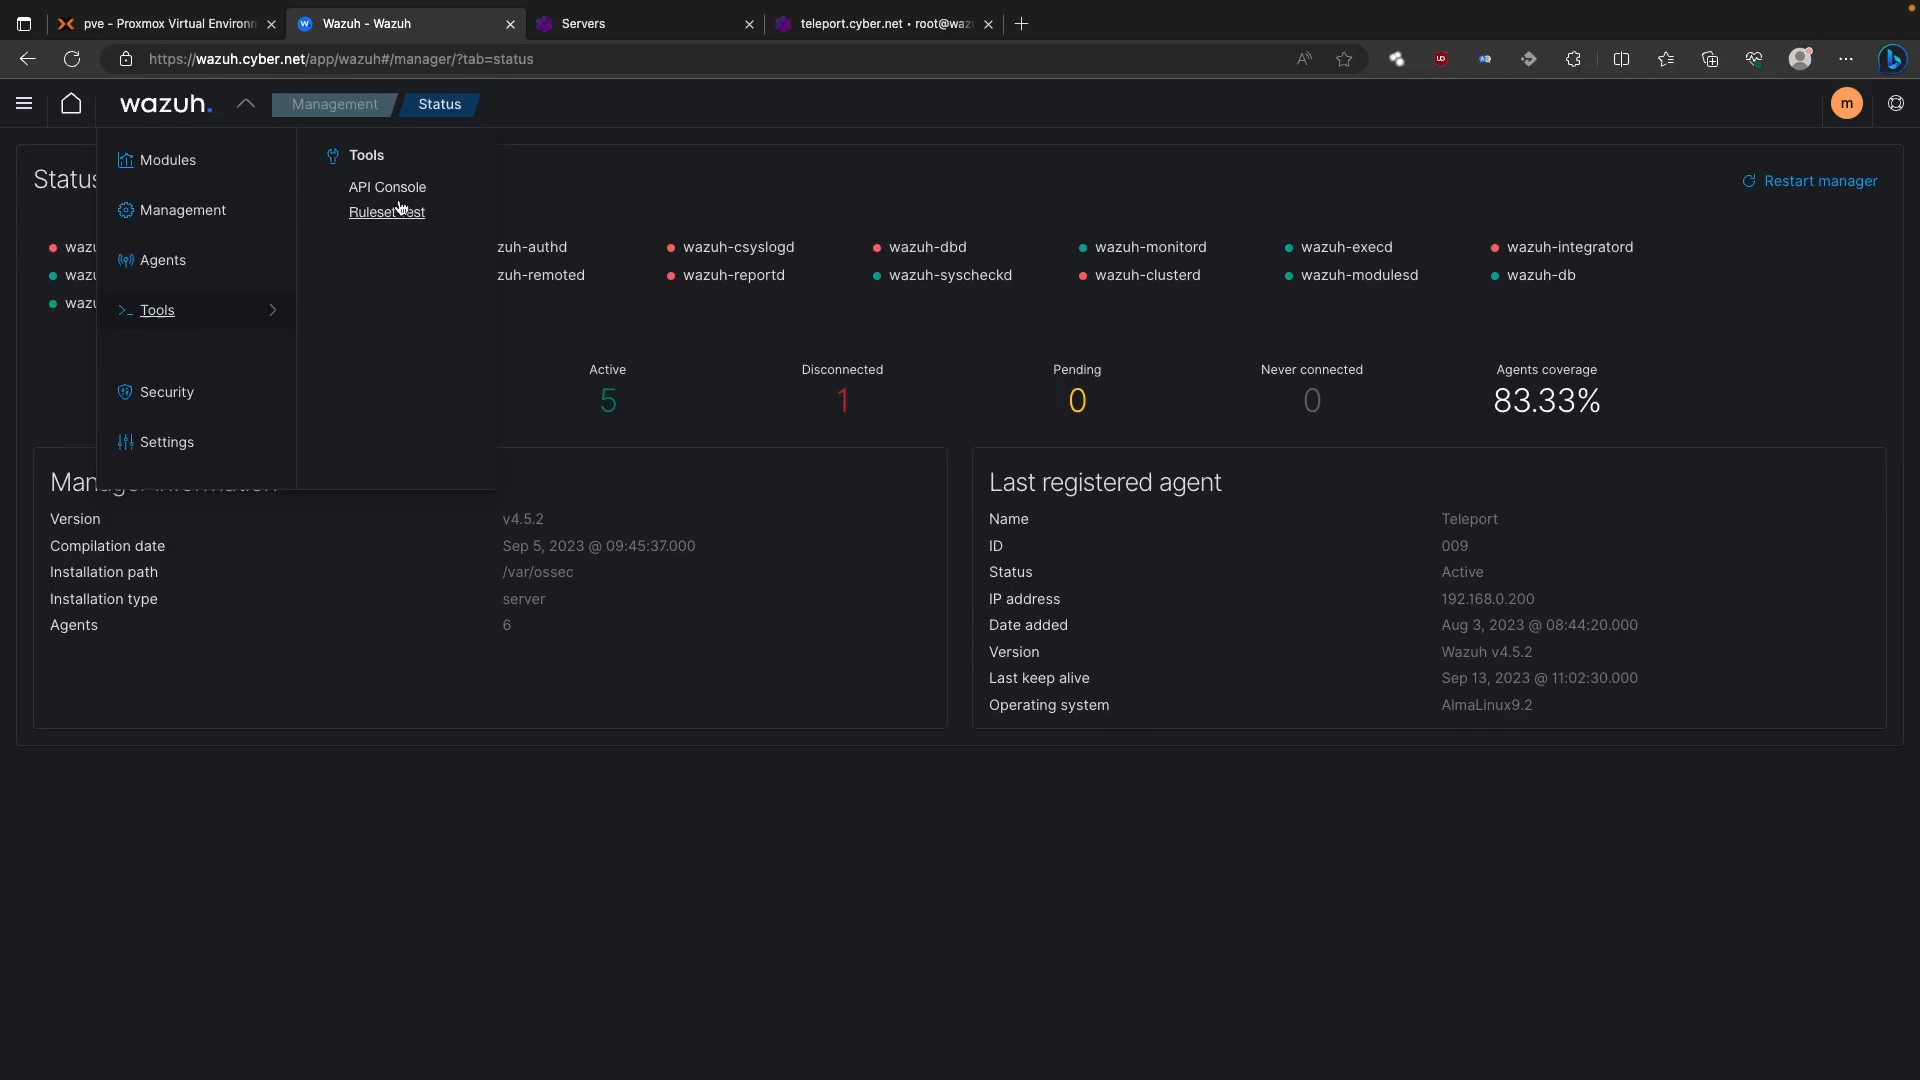 pve - Proxmox Virtual Environm
Wazuh - Wazuh
Servers
teleport.cyber.net • root@waz
https://wazuh.cyber.net/app/wazuh#/manager/?tab=status
wazuh.
Management
Status
m
Modules
Management
Agents
Tools
Security
Settings
Tools
API Console
Ruleset Test
Status
Restart manager
wazu
zuh-authd
wazuh-csyslogd
wazuh-dbd
wazuh-monitord
wazuh-execd
wazuh-integratord
wazu
zuh-remoted
wazuh-reportd
wazuh-syscheckd
wazuh-clusterd
wazuh-modulesd
wazuh-db
wazu
Active
5
Disconnected
1
Pending
0
Never connected
0
Agents coverage
83.33%
Manager information
Version v4.5.2
Compilation date Sep 5, 2023 @ 09:45:37.000
Installation path /var/ossec
Installation type server
Agents 6
Last registered agent
Name Teleport
ID 009
Status Active
IP address 192.168.0.200
Date added Aug 3, 2023 @ 08:44:20.000
Version Wazuh v4.5.2
Last keep alive Sep 13, 2023 @ 11:02:30.000
Operating system AlmaLinux9.2